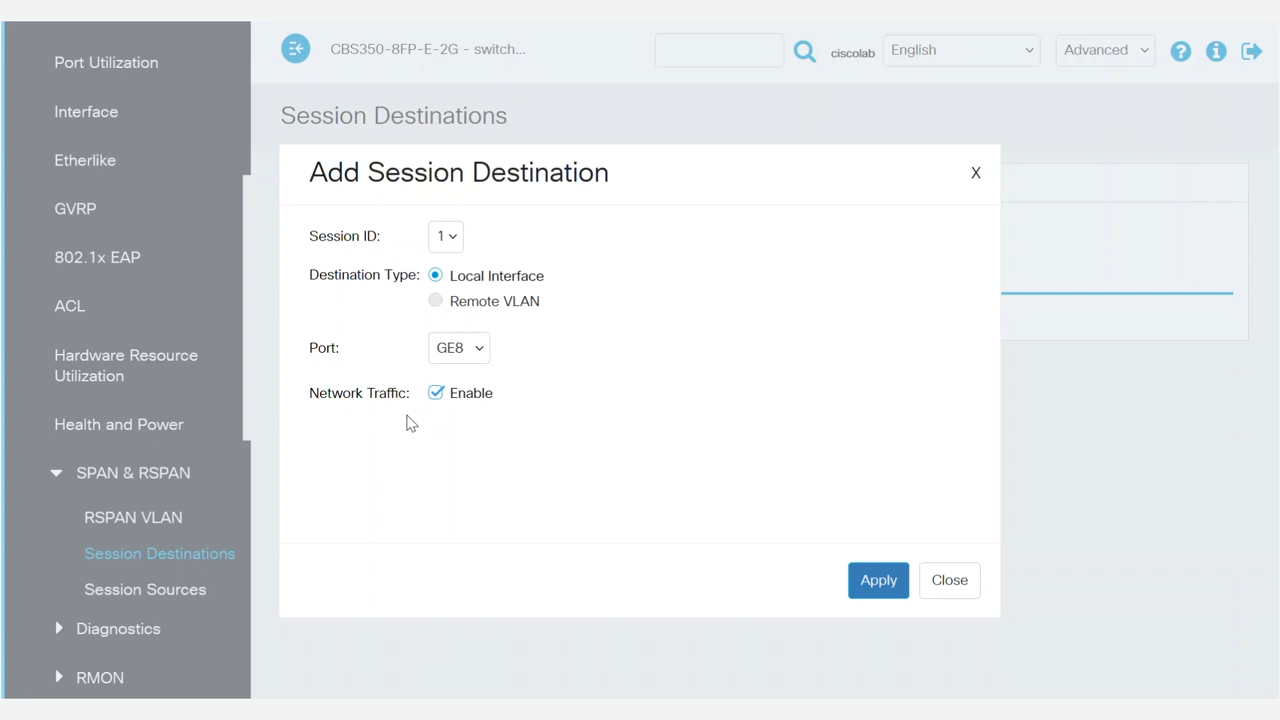 Port Utilization
Interface
Etherlike
GVRP
802.1x EAP
ACL
Hardware Resource
Utilization
Health and Power
SPAN & RSPAN
RSPAN VLAN
Session Destinations
Session Sources
Diagnostics
RMON
CBS350-8FP-E-2G - switch...
ciscolab
English
Advanced
Session Destinations
Add Session Destination
X
Session ID:
1
Destination Type:
Local Interface
Remote VLAN
Port:
GE8
Network Traffic:
Enable
Apply
Close